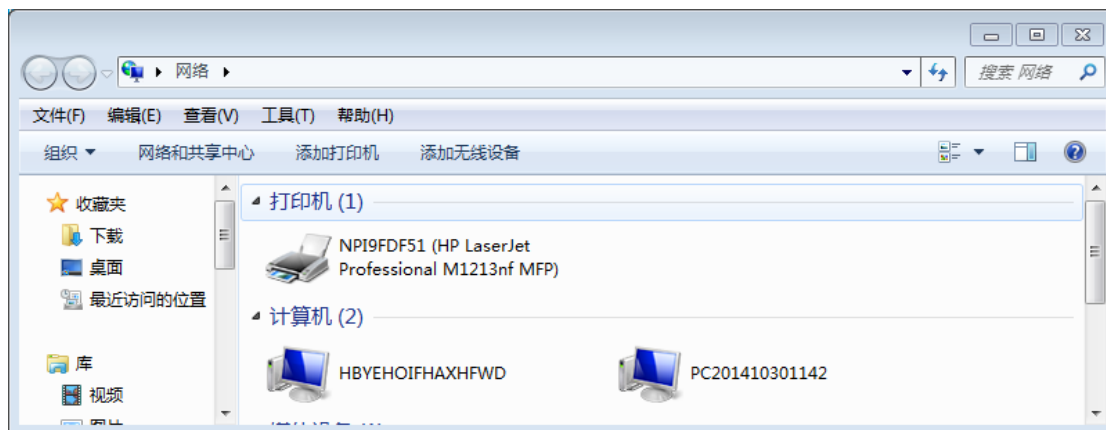 网络
搜索 网络
文件(F) 编辑(E) 查看(V) 工具(T) 帮助(H)
组织 网络和共享中心 添加打印机 添加无线设备
收藏夹
下载
桌面
最近访问的位置
库
视频
图片
打印机 (1)
NPI9FDF51 (HP LaserJet
Professional M1213nf MFP)
计算机 (2)
HBYEHOIFHAXHFWD
PC201410301142